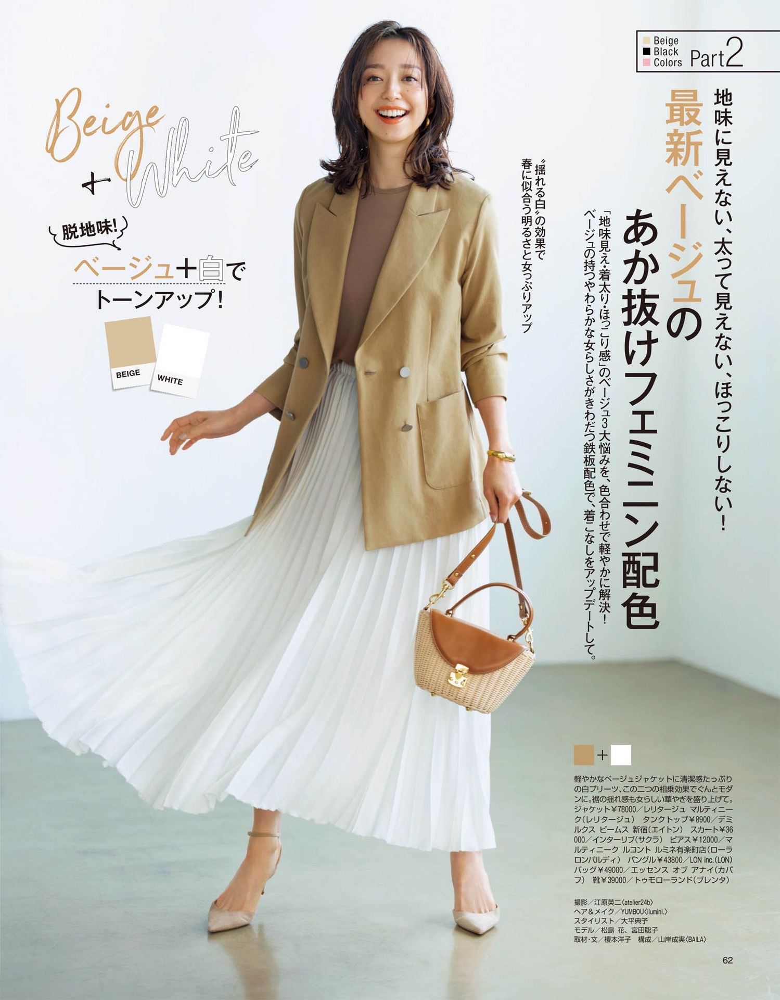 Beige
Black
Colors
Part2
地味に見えない、太って見えない、ほっこりしない！
最新ベージュの
あか抜けフェミニン配色
「地味見え・着太り・ほっこり感」のベージュ3大悩みを、色合わせで軽やかに解決！
ベージュの持つやわらかな女らしさがきわだつ鉄板配色で、着こなしをアップデートして。
〝揺れる白〟の効果で
春に似合う明るさと女っぷりアップ
Beige
+ White
脱地味！
ベージュ+白で
トーンアップ！
BEIGE
WHITE
+
軽やかなベージュジャケットに清潔感たっぷり
の白プリーツ、この二つの相乗効果でぐんとモダ
ンに。裾の揺れ感も女らしい華やぎを盛り上げて。
ジャケット¥78000／レリタージュ マルティニー
ク（レリタージュ） タンクトップ¥8900／デミ
ルクス ビームス 新宿（エイトン） スカート¥36
000／インターリブ（サクラ） ピアス¥12000／マ
ルティニーク ルコント ルミネ有楽町店（ローラ
ロンバルディ） バングル¥43800／LON inc.（LON）
バッグ¥49000／エッセンス オブ アナイ（カバ
フ） 靴¥39000／トゥモローランド（ブレンタ）
撮影／江原英二〈atelier24b〉
ヘア＆メイク／YUMBOU〈ilumini.〉
スタイリスト／大平典子
モデル／松島 花、宮田聡子
取材・文／榎本洋子 構成／山岸成実〈BAILA〉
62